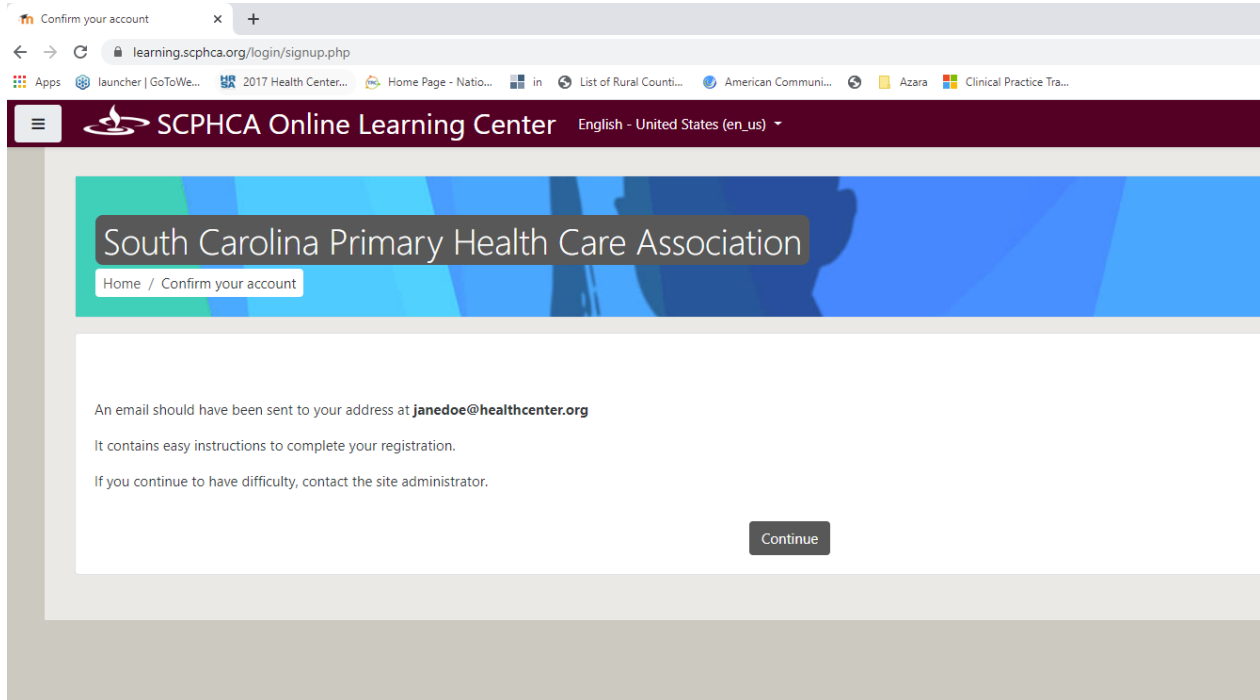 Confirm your account
learning.scphca.org/login/signup.php
Apps launcher | GoToWe... HRSA 2017 Health Center... Home Page - Natio... in List of Rural Counti... American Communi... Azara Clinical Practice Tra...
SCPHCA Online Learning Center English - United States (en_us)
South Carolina Primary Health Care Association
Home / Confirm your account
An email should have been sent to your address at janedoe@healthcenter.org
It contains easy instructions to complete your registration.
If you continue to have difficulty, contact the site administrator.
Continue